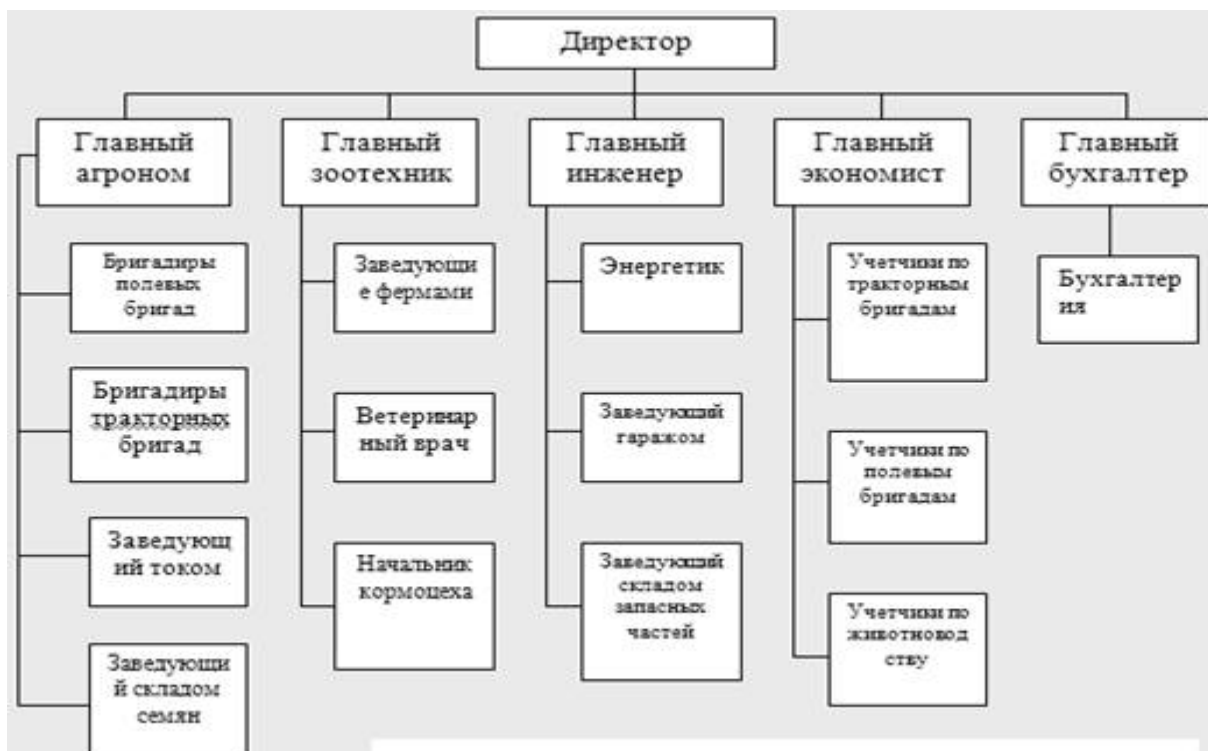 Директор
Главный
агроном
Главный
зоотехник
Главный
инженер
Главный
экономист
Главный
бухгалтер
Бригадиры
полевых
бригад
Бригадиры
тракторных
бригад
Заведующ
ий током
Заведующи
й складом
семян
Заведующи
е фермами
Ветеринар
ный врач
Начальник
кормоцеха
Энергетик
Заведующий
гаражом
Заведующий
складом
запасных
частей
Учетчики по
тракторным
бригадам
Учетчики по
полевым
бригадам
Учетчики по
животновод
ству
Бухгалтер
ия